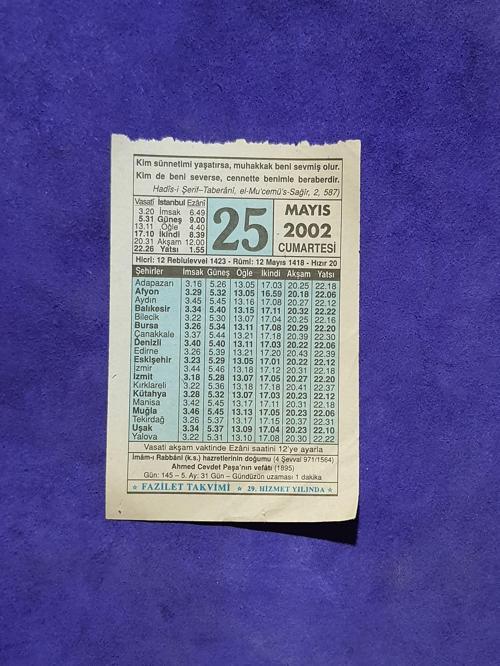 Kim sünnetimi yaşatırsa, muhakkak beni sevmiş olur.
Kim de beni severse, cennette benimle beraberdir.
Hadîs-i Şerîf–Taberânî, el-Mu'cemü's-Sağîr, 2, 587)
Vasatî İstanbul Ezânî
3.20 İmsak 6.49
5.31 Güneş 9.00
13.11 Öğle 4.40
17.10 İkindi 8.39
20.31 Akşam 12.00
22.26 Yatsı 1.55
25
MAYIS
2002
CUMARTESİ
Hicrî: 12 Rebîulevvel 1423 - Rûmî: 12 Mayıs 1418 - Hızır 20
Şehirler İmsak Güneş Öğle İkindi Akşam Yatsı
Adapazarı 3.16 5.26 13.05 17.03 20.25 22.18
Afyon 3.29 5.32 13.05 16.59 20.18 22.06
Aydın 3.45 5.45 13.16 17.08 20.27 22.12
Balıkesir 3.34 5.40 13.15 17.11 20.32 22.22
Bilecik 3.22 5.30 13.07 17.04 20.26 22.18
Bursa 3.26 5.34 13.11 17.08 20.29 22.20
Çanakkale 3.37 5.44 13.21 17.18 20.39 22.30
Denizli 3.40 5.40 13.11 17.03 20.22 22.06
Edirne 3.26 5.39 13.21 17.20 20.43 22.39
Eskişehir 3.23 5.29 13.05 17.01 20.22 22.12
İzmir 3.44 5.46 13.18 17.12 20.31 22.18
İzmit 3.18 5.28 13.07 17.05 20.27 22.20
Kırklareli 3.22 5.36 13.18 17.18 20.41 22.38
Kütahya 3.28 5.32 13.07 17.03 20.23 22.12
Manisa 3.42 5.45 13.17 17.11 20.31 22.18
Muğla 3.46 5.45 13.13 17.05 20.23 22.06
Tekirdağ 3.26 5.37 13.17 17.15 20.38 22.32
Uşak 3.34 5.37 13.09 17.04 20.23 22.10
Yalova 3.22 5.31 13.10 17.08 20.30 22.22
Vasatî akşam vaktinde Ezânî saatini 12'ye ayarla
İmâm-ı Rabbânî (k.s.) hazretlerinin doğumu (4 Şevval 971/1564)
Ahmed Cevdet Paşa'nın vefâtı (1895)
Gün: 145 – 5. Ay: 31 Gün – Gündüzün uzaması 1 dakika
★ FAZİLET TAKVİMİ ★ 29. HİZMET YILINDA ★